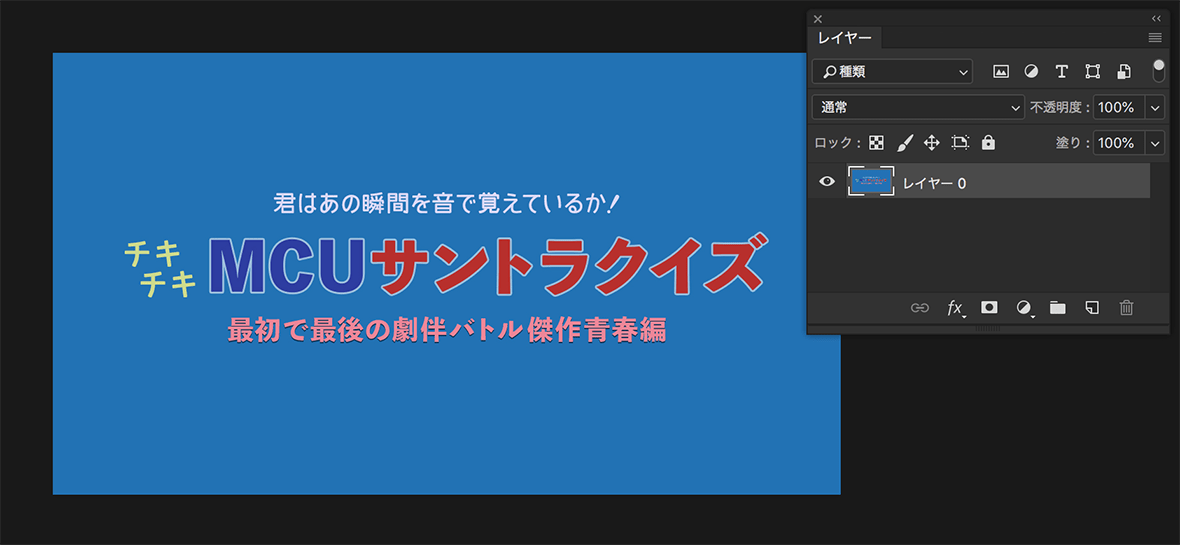 君はあの瞬間を音で覚えているか!
チキ
チキ
MCUサントラクイズ
最初で最後の劇伴バトル傑作青春編
レイヤー
種類
通常
不透明度 : 100%
ロック :
塗り : 100%
レイヤー 0
fx